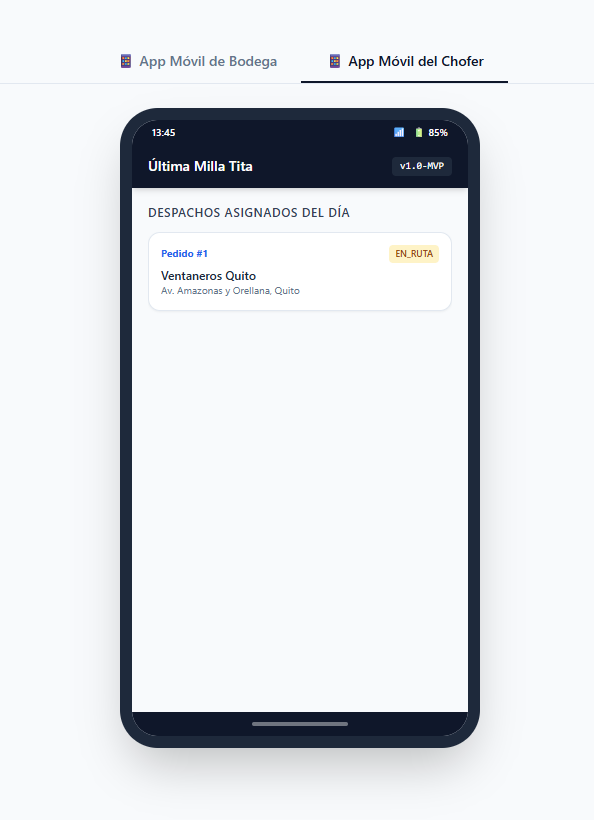 App Móvil de Bodega
App Móvil del Chofer
13:45
85%
Última Milla Tita
v1.0-MVP
DESPACHOS ASIGNADOS DEL DÍA
Pedido #1
EN_RUTA
Ventaneros Quito
Av. Amazonas y Orellana, Quito